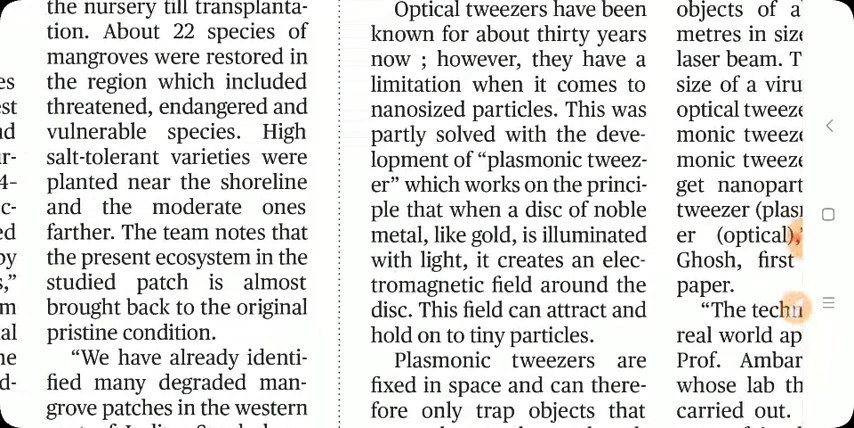 es
st
nd
ur-
4-
c-
ed
by
s,”
m
al
he
d-
the nursery till transplanta-
tion. About 22 species of
mangroves were restored in
the region which included
threatened, endangered and
vulnerable species. High
salt-tolerant varieties were
planted near the shoreline
and the moderate ones
farther. The team notes that
the present ecosystem in the
studied patch is almost
brought back to the original
pristine condition.
“We have already identi-
fied many degraded man-
grove patches in the western
Optical tweezers have been
known for about thirty years
now ; however, they have a
limitation when it comes to
nanosized particles. This was
partly solved with the deve-
lopment of “plasmonic tweez-
er” which works on the princi-
ple that when a disc of noble
metal, like gold, is illuminated
with light, it creates an elec-
tromagnetic field around the
disc. This field can attract and
hold on to tiny particles.
Plasmonic tweezers are
fixed in space and can there-
fore only trap objects that
objects of a
metres in size
laser beam. T
size of a viru
optical tweeze
monic tweeze
monic tweeze
get nanopart
tweezer (plas
er (optical),
Ghosh, first
paper.
“The techn
real world ap
Prof. Ambar
whose lab th
carried out.